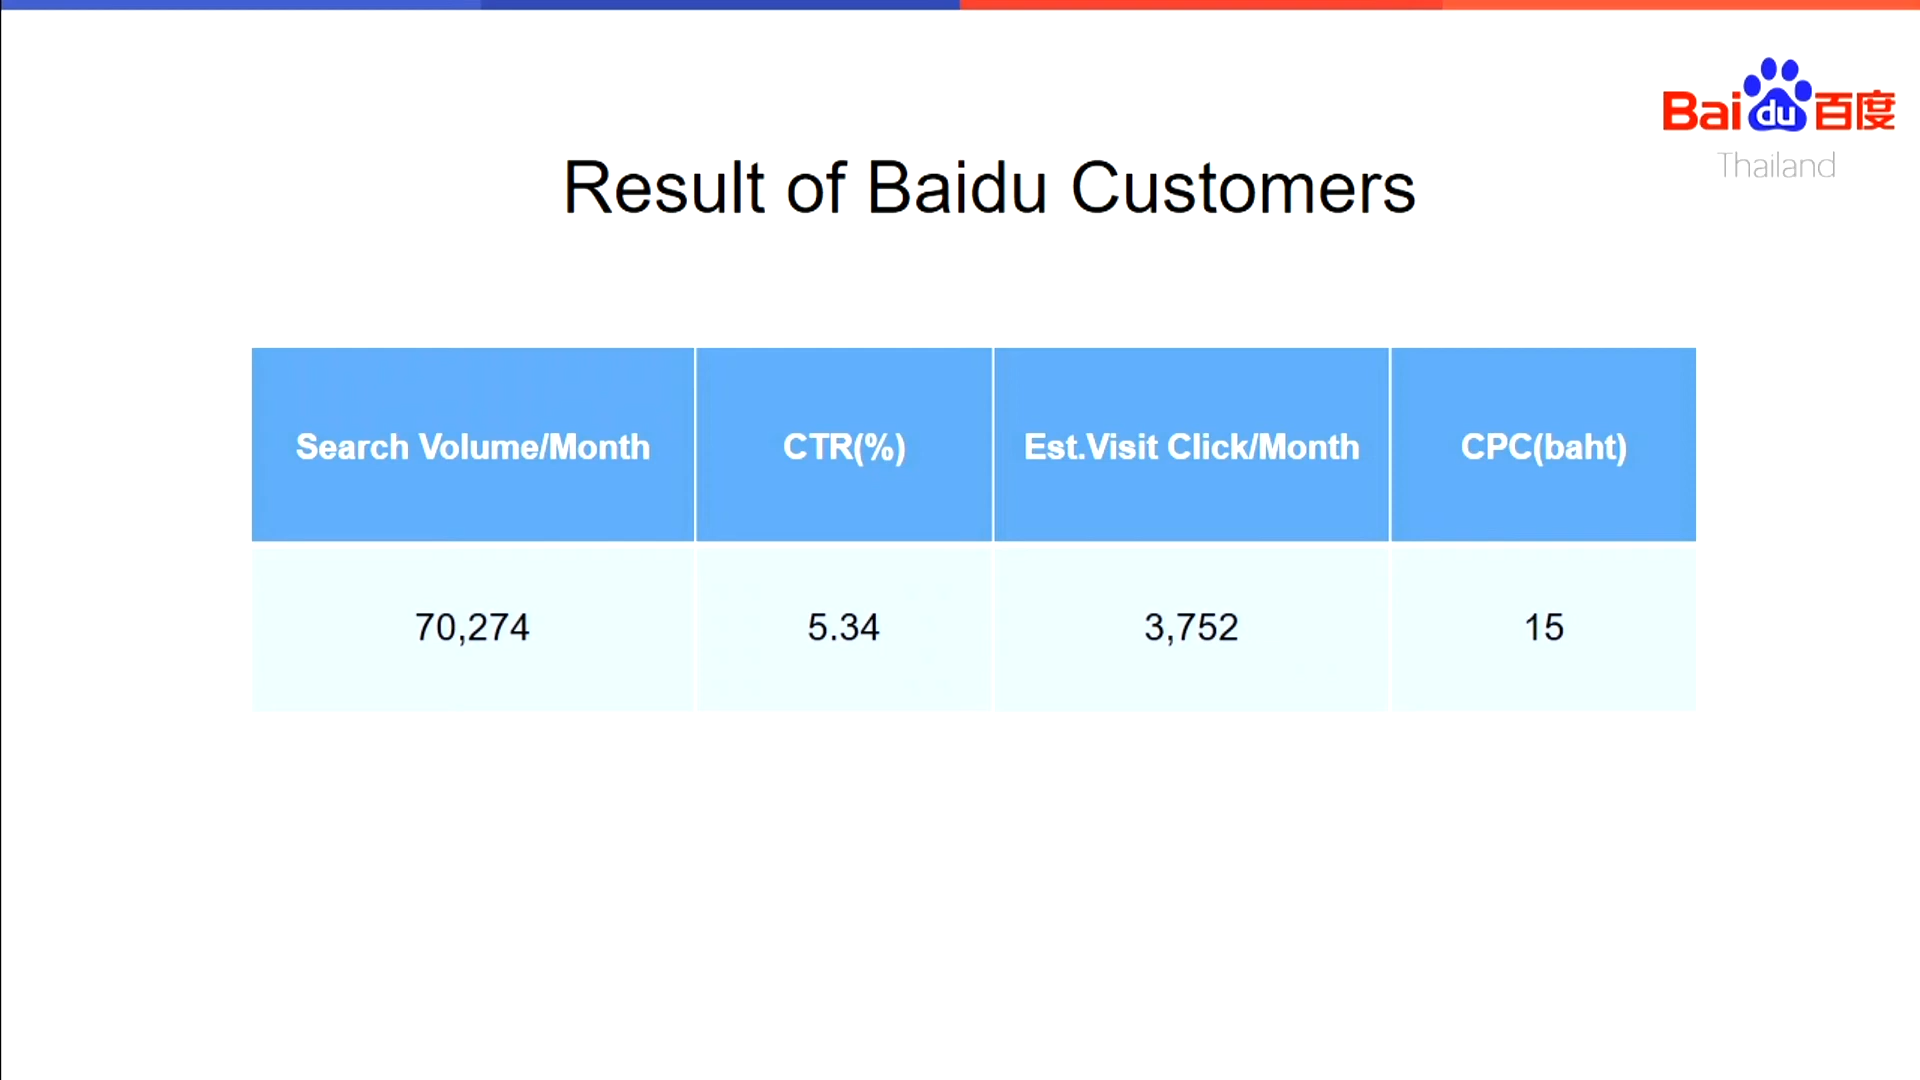 Baidu百度
Thailand
Result of Baidu Customers
Search Volume/Month CTR(%) Est.Visit Click/Month CPC(baht)
70,274 5.34 3,752 15